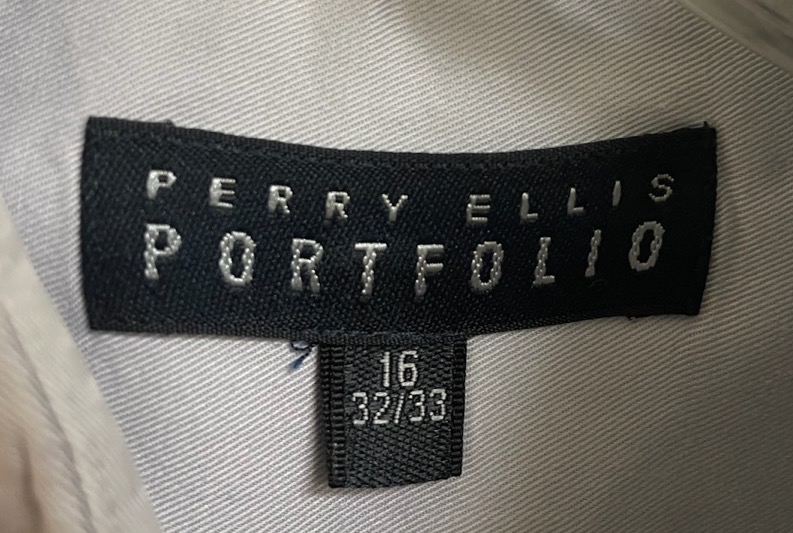 PERRY ELLIS
PORTFOLIO
16
32/33